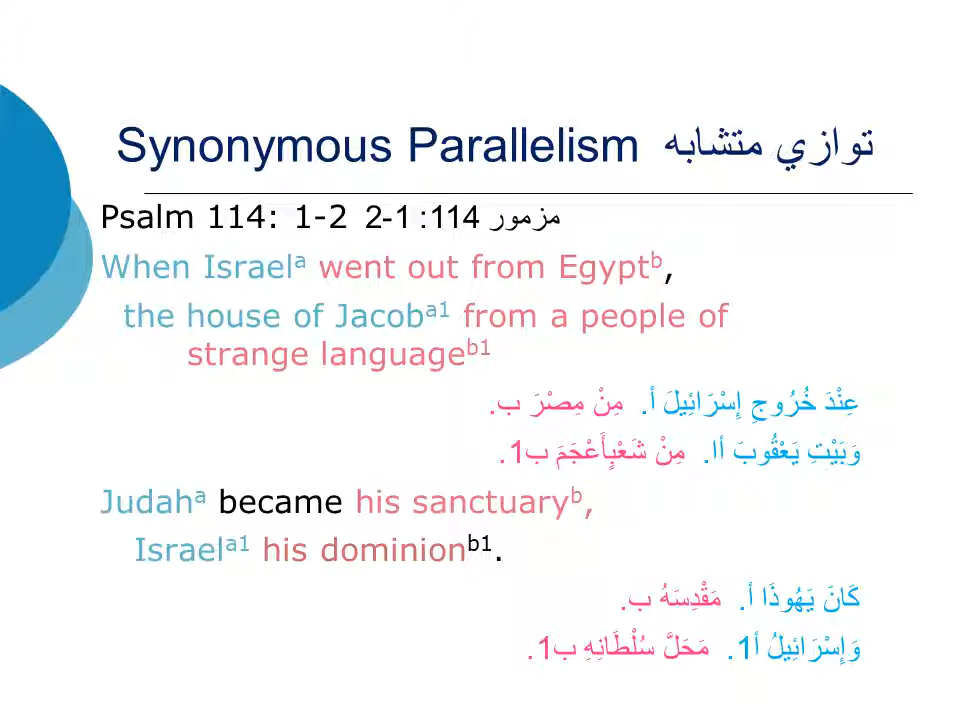 Synonymous Parallelism توازي متشابه
Psalm 114: 1-2 مزمور 114: 1-2
When Israelᵃ went out from Egyptᵇ,
the house of Jacobᵃ¹ from a people of
strange languageᵇ¹
عِنْدَ خُرُوجِ إِسْرَائِيلَ أ. مِنْ مِصْرَ ب.
وَبَيْتِ يَعْقُوبَ أا. مِنْ شَعْبٍأَعْجَمَ ب1.
Judahᵃ became his sanctuaryᵇ,
Israelᵃ¹ his dominionᵇ¹.
كَانَ يَهُوذَا أ. مَقْدِسَهُ ب.
وَإِسْرَائِيلُ أ1. مَحَلَّ سُلْطَانِهِ ب1.